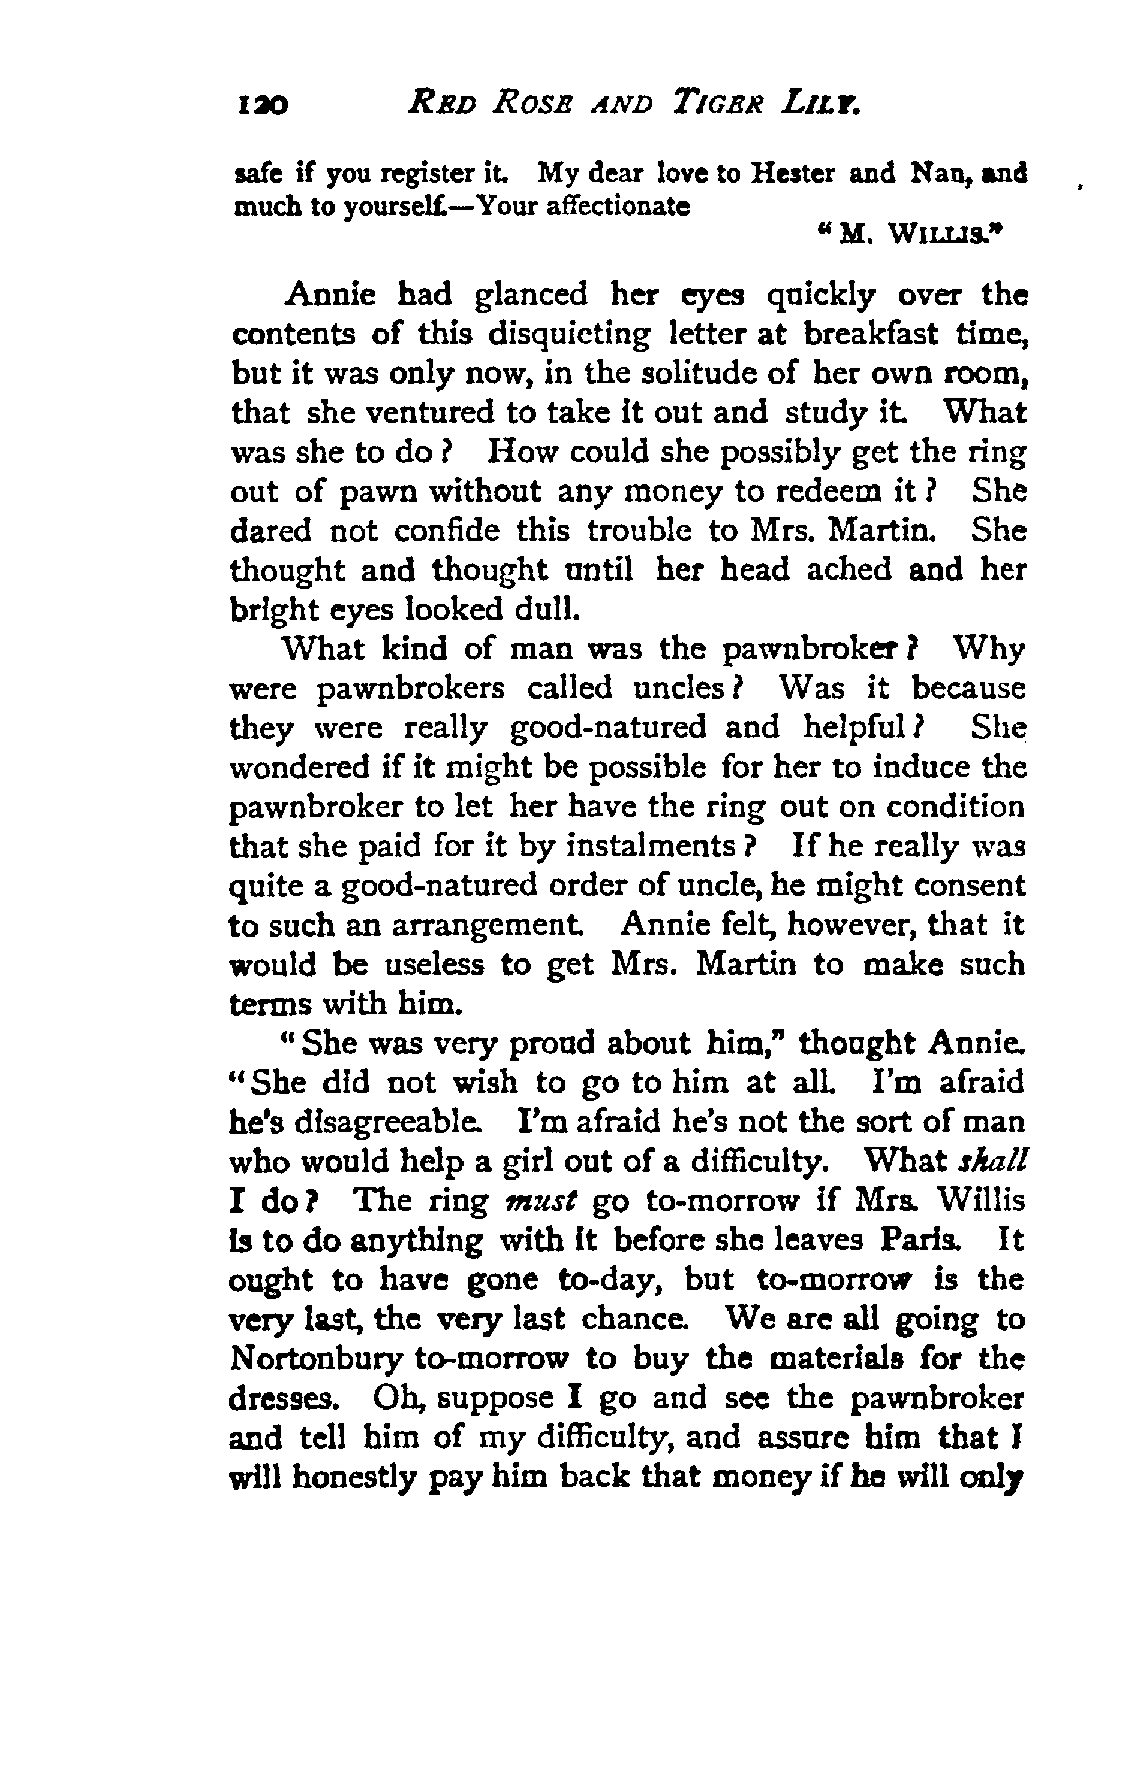 120 RED ROSE AND TIGER LILY.
safe if you register it. My dear love to Hester and Nan, and
much to yourself.—Your affectionate
“M. WILLIS.”
Annie had glanced her eyes quickly over the
contents of this disquieting letter at breakfast time,
but it was only now, in the solitude of her own room,
that she ventured to take it out and study it. What
was she to do? How could she possibly get the ring
out of pawn without any money to redeem it? She
dared not confide this trouble to Mrs. Martin. She
thought and thought until her head ached and her
bright eyes looked dull.
What kind of man was the pawnbroker? Why
were pawnbrokers called uncles? Was it because
they were really good-natured and helpful? She
wondered if it might be possible for her to induce the
pawnbroker to let her have the ring out on condition
that she paid for it by instalments? If he really was
quite a good-natured order of uncle, he might consent
to such an arrangement. Annie felt, however, that it
would be useless to get Mrs. Martin to make such
terms with him.
“She was very proud about him,” thought Annie.
“She did not wish to go to him at all. I'm afraid
he's disagreeable. I'm afraid he's not the sort of man
who would help a girl out of a difficulty. What shall
I do? The ring must go to-morrow if Mrs. Willis
is to do anything with it before she leaves Paris. It
ought to have gone to-day, but to-morrow is the
very last, the very last chance. We are all going to
Nortonbury to-morrow to buy the materials for the
dresses. Oh, suppose I go and see the pawnbroker
and tell him of my difficulty, and assure him that I
will honestly pay him back that money if he will only